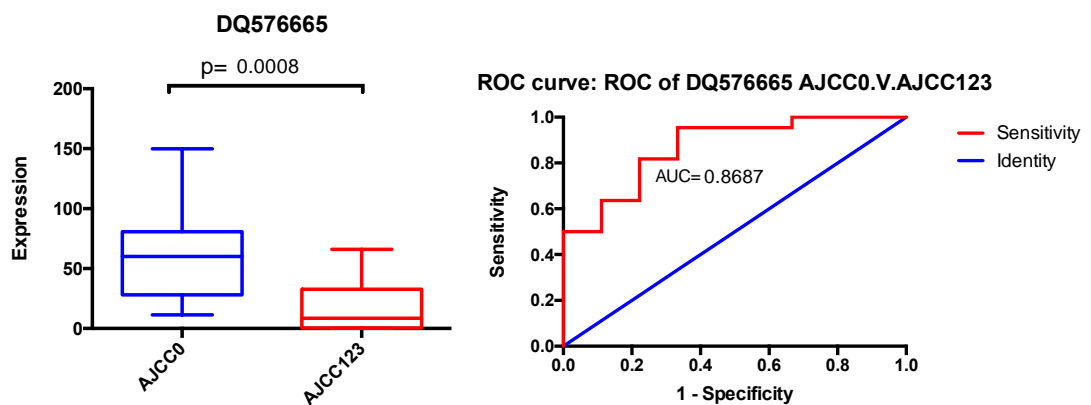 DQ576665
p= 0.0008
200
150
100
50
0
Expression
AJCC0
AJCC123
ROC curve: ROC of DQ576665 AJCC0.V.AJCC123
1.0
0.8
0.6
0.4
0.2
0.0
Sensitivity
AUC= 0.8687
0.0 0.2 0.4 0.6 0.8 1.0
1 - Specificity
Sensitivity
Identity